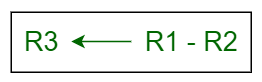 R3 ← R1 - R2